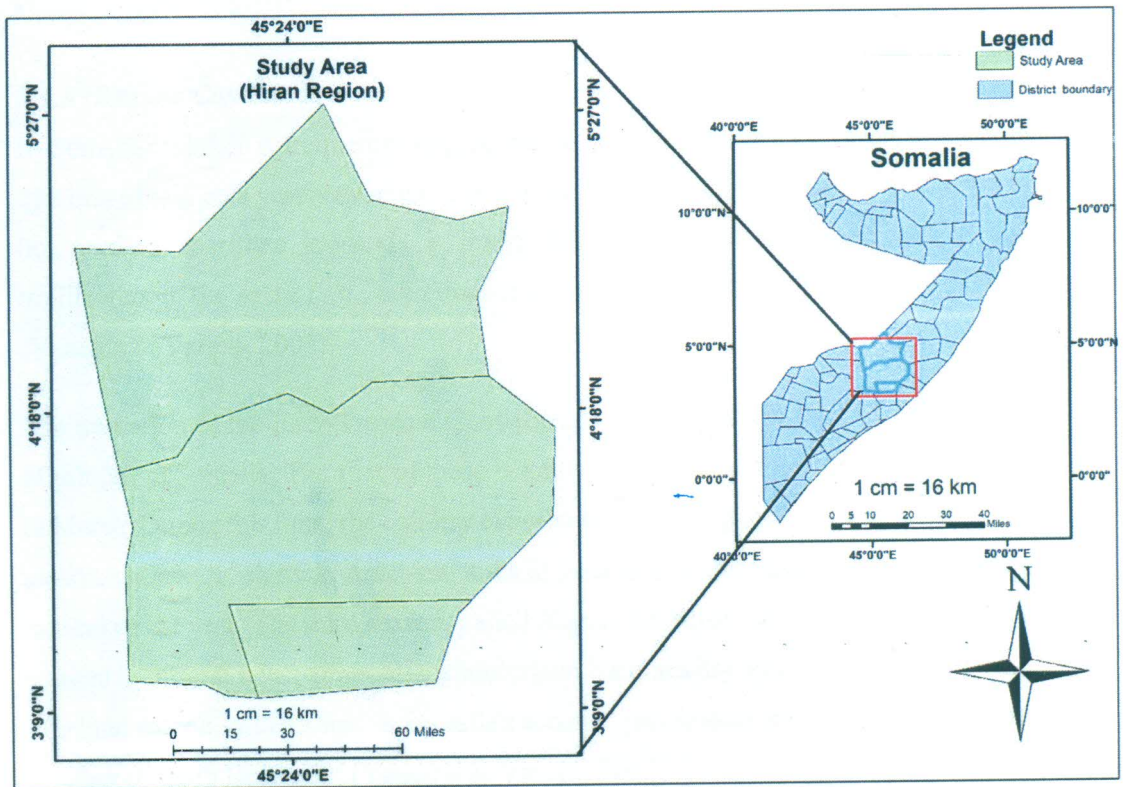 45°24'0"E
Study Area
(Hiran Region)
5°27'0"N
5°27'0"N
4°18'0"N
4°18'0"N
3°9'0"N
3°9'0"N
1 cm = 16 km
0 15 30 60 Miles
45°24'0"E
Legend
Study Area
District boundary
40°0'0"E 45°0'0"E 50°0'0"E
Somalia
10°0'0"N 10°0'0"N
5°0'0"N 5°0'0"N
0°0'0"N 0°0'0"N
1 cm = 16 km
0 5 10 20 30 40
Miles
40°0'0"E 45°0'0"E 50°0'0"E
N